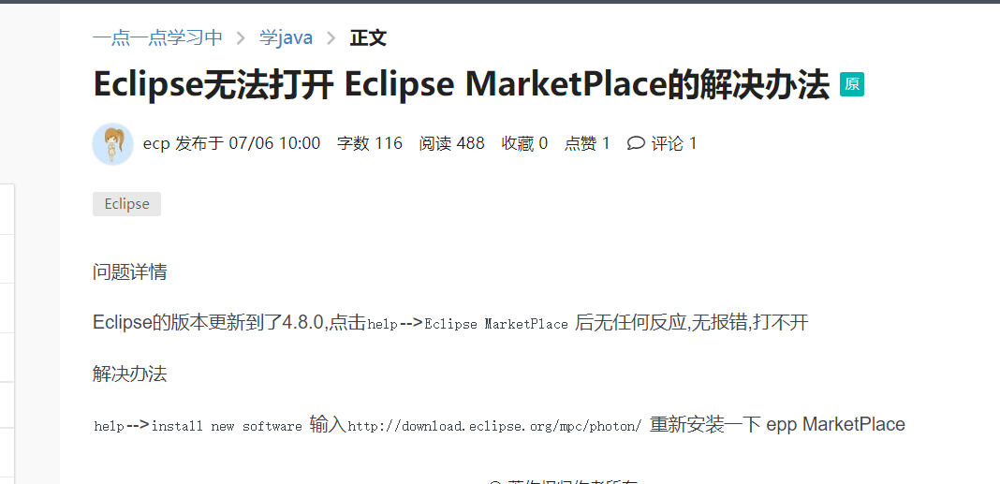 一点一点学习中 > 学java > 正文
Eclipse无法打开 Eclipse MarketPlace的解决办法 原
ecp 发布于 07/06 10:00 字数 116 阅读 488 收藏 0 点赞 1 评论 1
Eclipse
问题详情
Eclipse的版本更新到了4.8.0,点击help-->Eclipse MarketPlace 后无任何反应,无报错,打不开
解决办法
help-->install new software 输入http://download.eclipse.org/mpc/photon/ 重新安装一下 epp MarketPlace